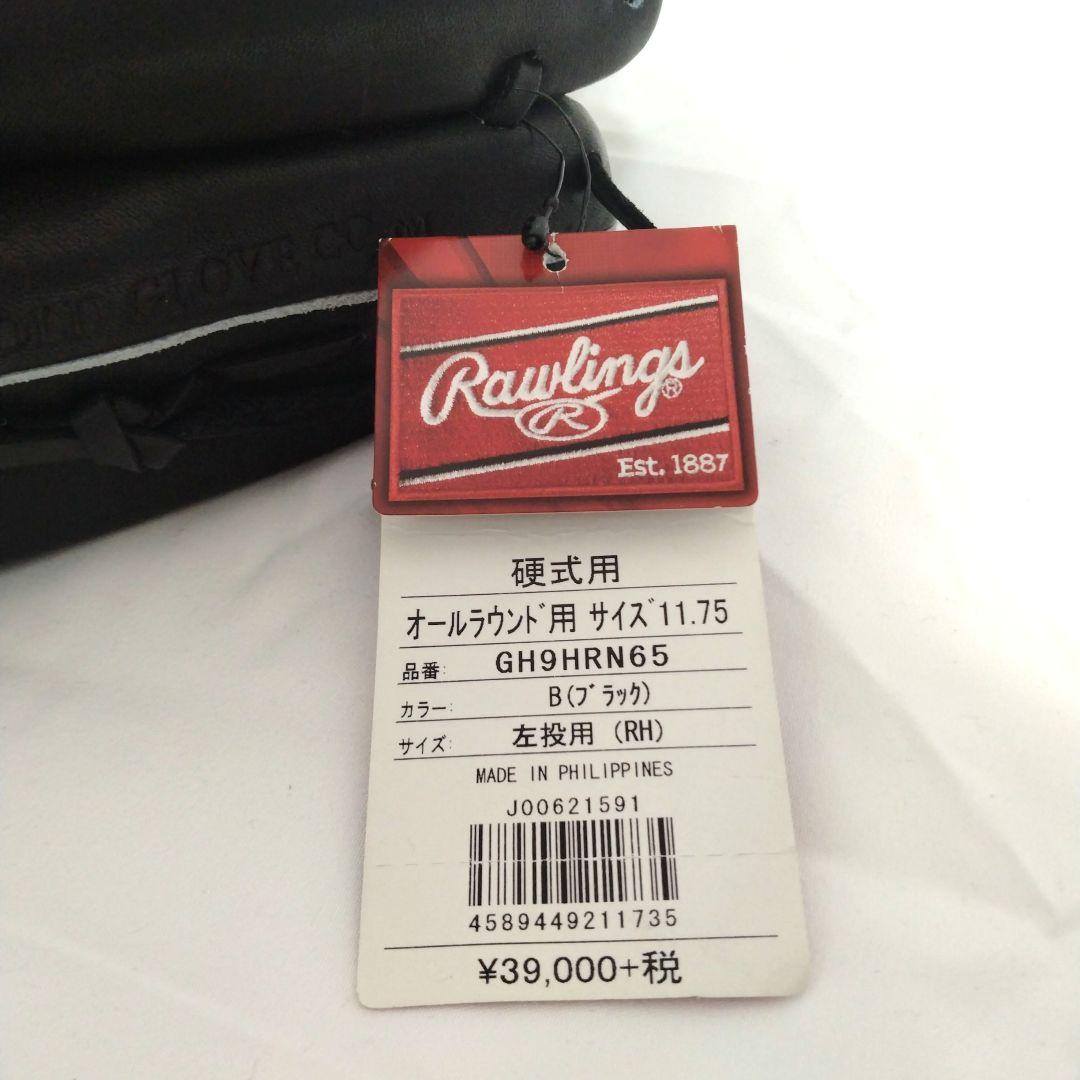 GLOVE CO.
Rawlings®
R
Est. 1887
硬式用
オールラウンド用 サイズ11.75
品番: GH9HRN65
カラー: B(ブラック)
サイズ: 左投用 (RH)
MADE IN PHILIPPINES
J00621591
4589449211735
¥39,000+税